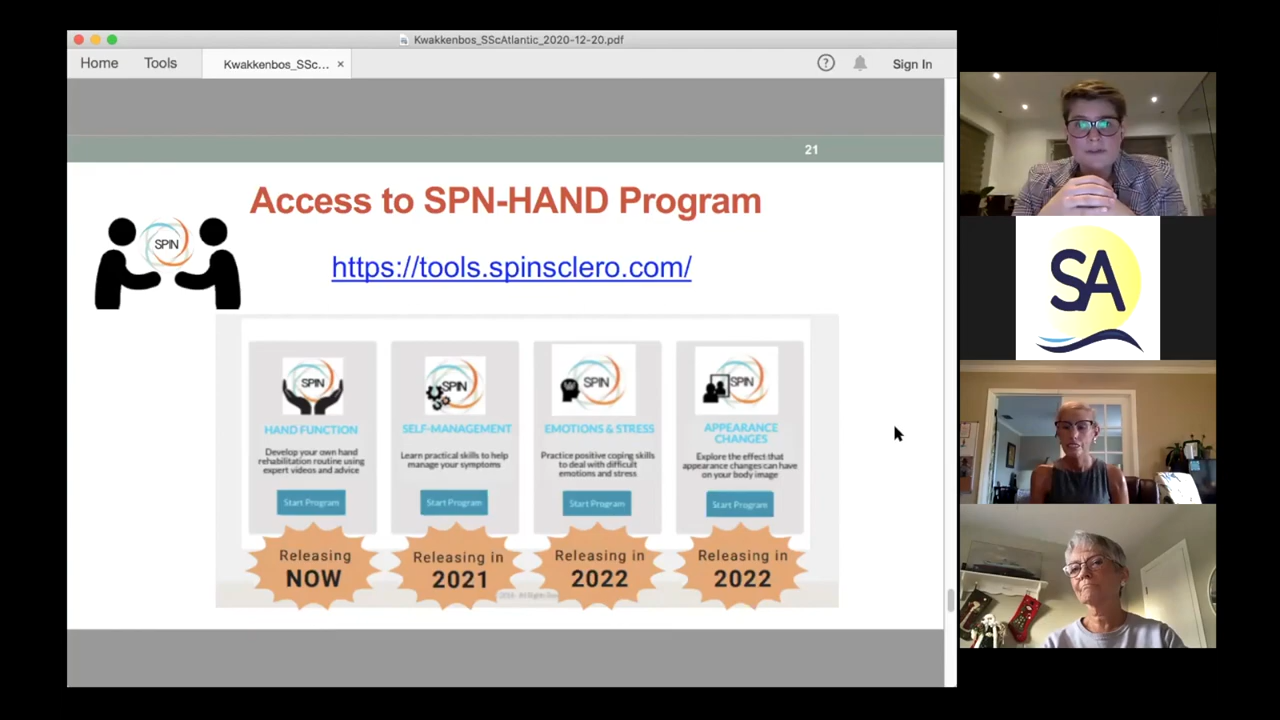 Kwakkenbos_SScAtlantic_2020-12-20.pdf
Home
Tools
Kwakkenbos_SSc...
×
?
Sign In
21
Access to SPN-HAND Program
SPIN
https://tools.spinsclero.com/
SPIN
HAND FUNCTION
Develop your own hand
rehabilitation routine using
expert videos and advice
Start Program
Releasing
NOW
SPIN
SELF-MANAGEMENT
Learn practical skills to help
manage your symptoms
Start Program
Releasing in
2021
SPIN
EMOTIONS & STRESS
Practice positive coping skills
to deal with difficult
emotions and stress
Start Program
Releasing in
2022
SPIN
APPEARANCE
CHANGES
Explore the effect that
appearance changes can have
on your body image
Start Program
Releasing in
2022
SA